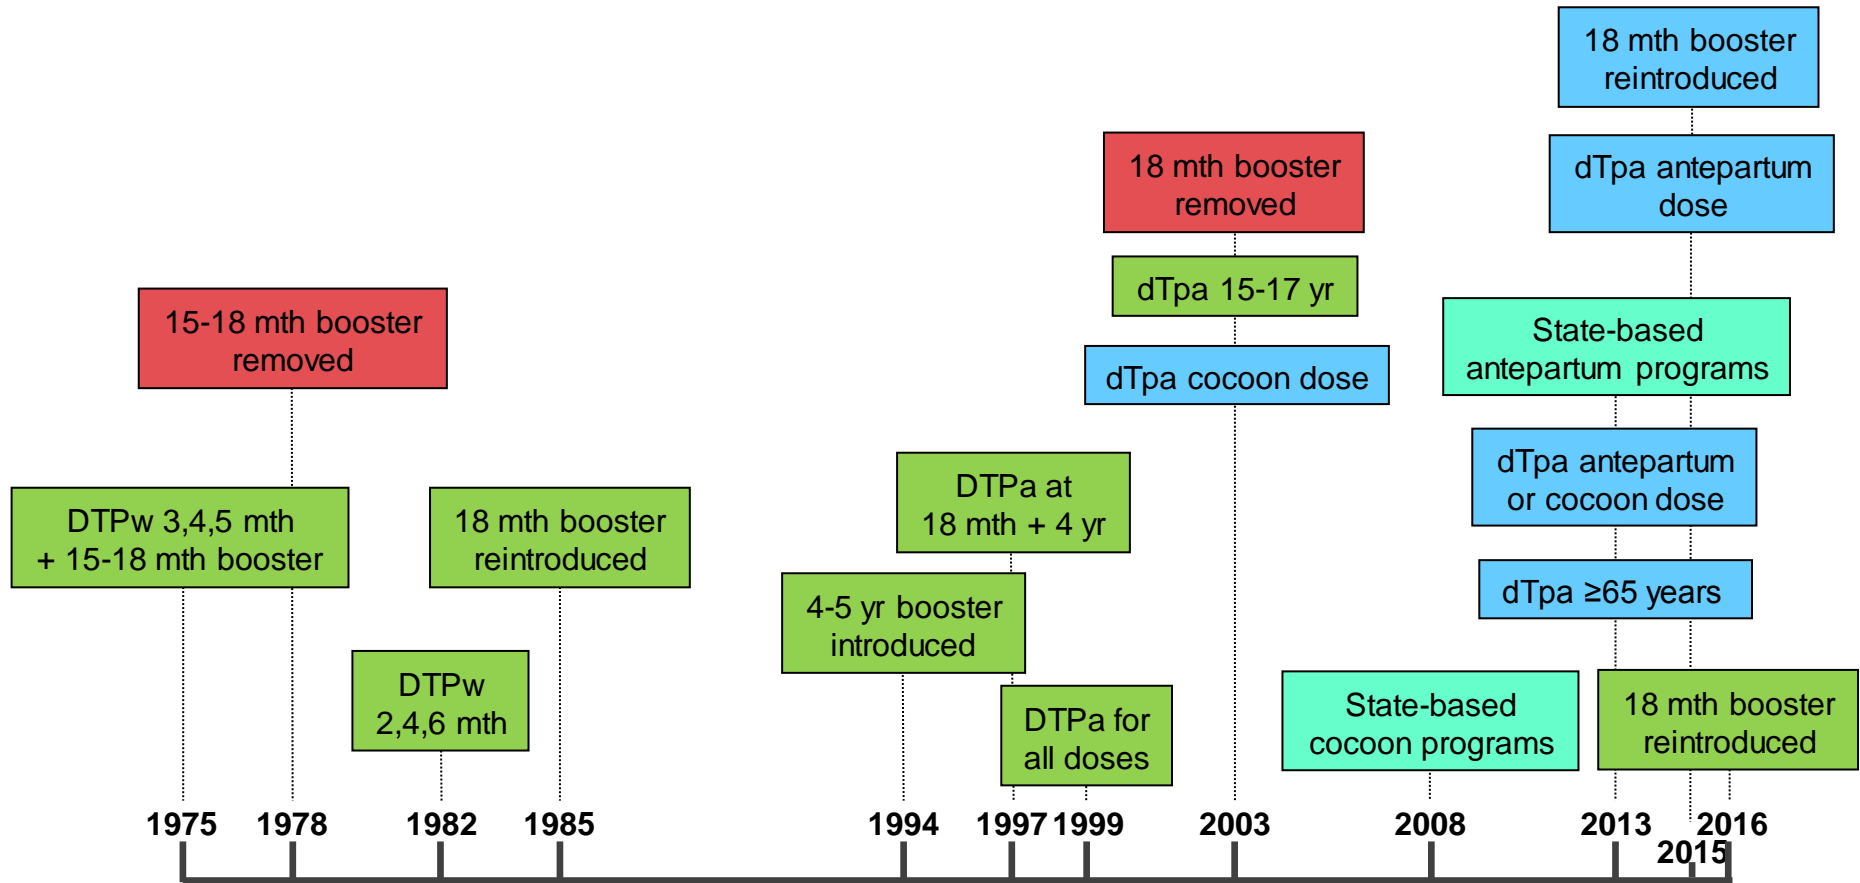 18 mth booster
reintroduced
dTpa antepartum
dose
18 mth booster
removed
dTpa 15-17 yr
dTpa cocoon dose
15-18 mth booster
removed
State-based
antepartum programs
dTpa antepartum
or cocoon dose
DTPa at
18 mth + 4 yr
DTPw 3,4,5 mth
+ 15-18 mth booster
18 mth booster
reintroduced
4-5 yr booster
introduced
dTpa ≥65 years
DTPw
2,4,6 mth
DTPa for
all doses
State-based
cocoon programs
18 mth booster
reintroduced
1975 1978 1982 1985 1994 1997 1999 2003 2008 2013 2016
2015